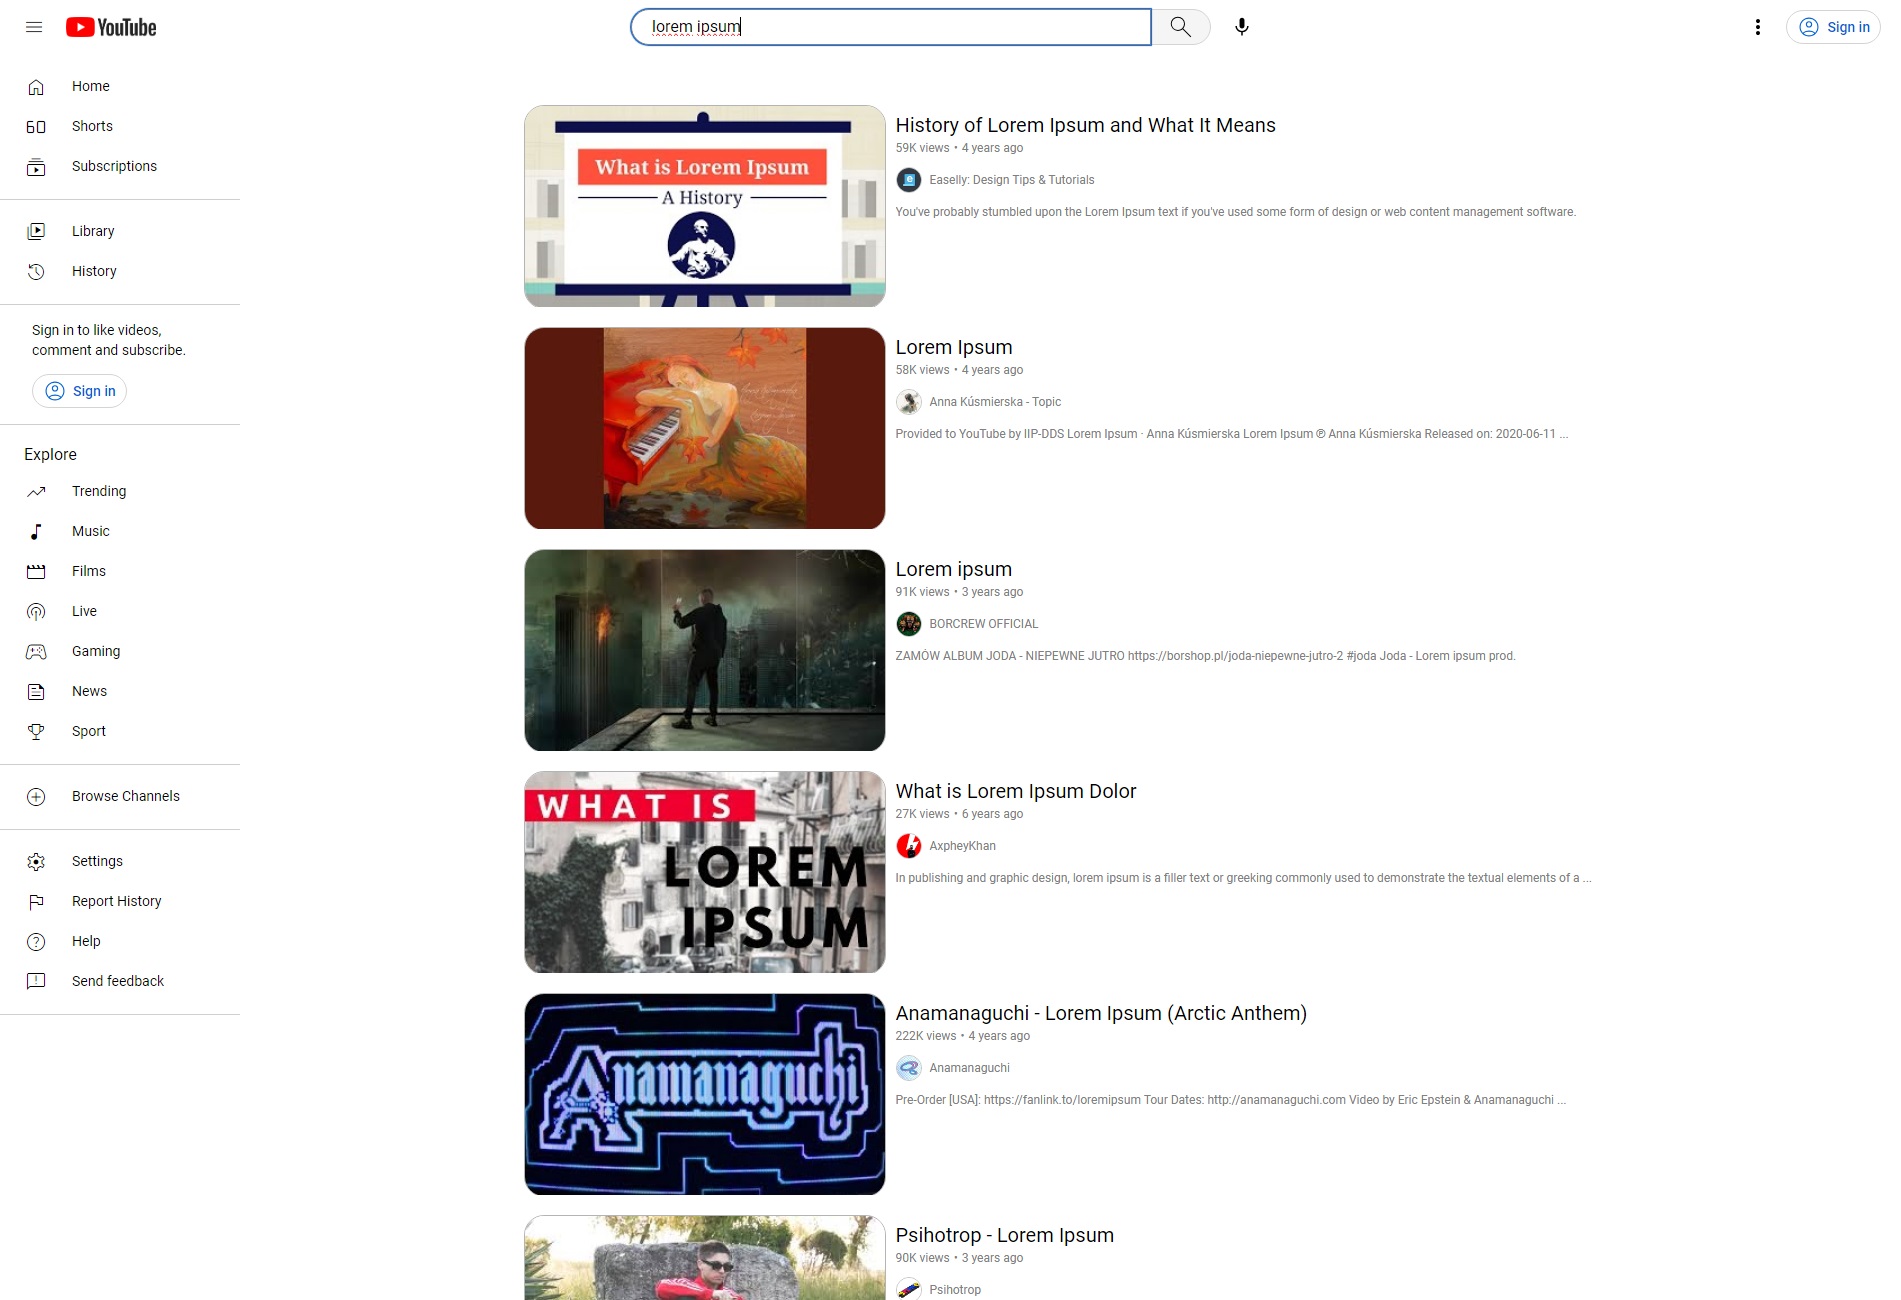 YouTube
lorem ipsum
Sign in
Home
Shorts
Subscriptions
Library
History
Sign in to like videos,
comment and subscribe.
Sign in
Explore
Trending
Music
Films
Live
Gaming
News
Sport
Browse Channels
Settings
Report History
Help
Send feedback
What is Lorem Ipsum
A History
History of Lorem Ipsum and What It Means
59K views • 4 years ago
Easelly: Design Tips & Tutorials
You've probably stumbled upon the Lorem Ipsum text if you've used some form of design or web content management software.
Lorem Ipsum
58K views • 4 years ago
Anna Kúsmierska - Topic
Provided to YouTube by IIP-DDS Lorem Ipsum · Anna Kúsmierska Lorem Ipsum ℗ Anna Kúsmierska Released on: 2020-06-11 ...
Lorem ipsum
91K views • 3 years ago
BORCREW OFFICIAL
ZAMÓW ALBUM JODA - NIEPEWNE JUTRO https://borshop.pl/joda-niepewne-jutro-2 #joda Joda - Lorem ipsum prod.
WHAT IS
LOREM
IPSUM
What is Lorem Ipsum Dolor
27K views • 6 years ago
AxpheyKhan
In publishing and graphic design, lorem ipsum is a filler text or greeking commonly used to demonstrate the textual elements of a ...
Anamanaguchi
Anamanaguchi - Lorem Ipsum (Arctic Anthem)
222K views • 4 years ago
Anamanaguchi
Pre-Order [USA]: https://fanlink.to/loremipsum Tour Dates: http://anamanaguchi.com Video by Eric Epstein & Anamanaguchi ...
Psihotrop - Lorem Ipsum
90K views • 3 years ago
Psihotrop